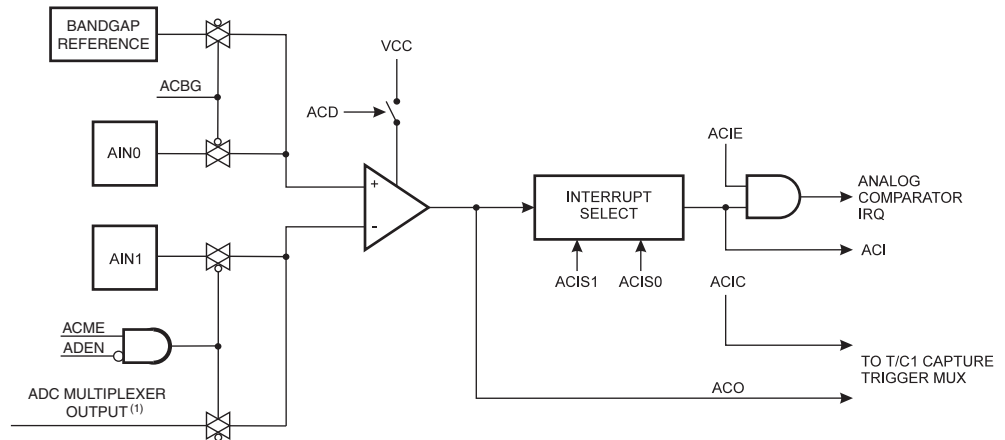 BANDGAP
REFERENCE
VCC
ACBG
ACD
AIN0
+
-
ACIE
INTERRUPT
SELECT
ANALOG
COMPARATOR
IRQ
ACI
AIN1
ACIS1 ACIS0
ACIC
ACME
ADEN
TO T/C1 CAPTURE
TRIGGER MUX
ADC MULTIPLEXER
OUTPUT (1)
ACO